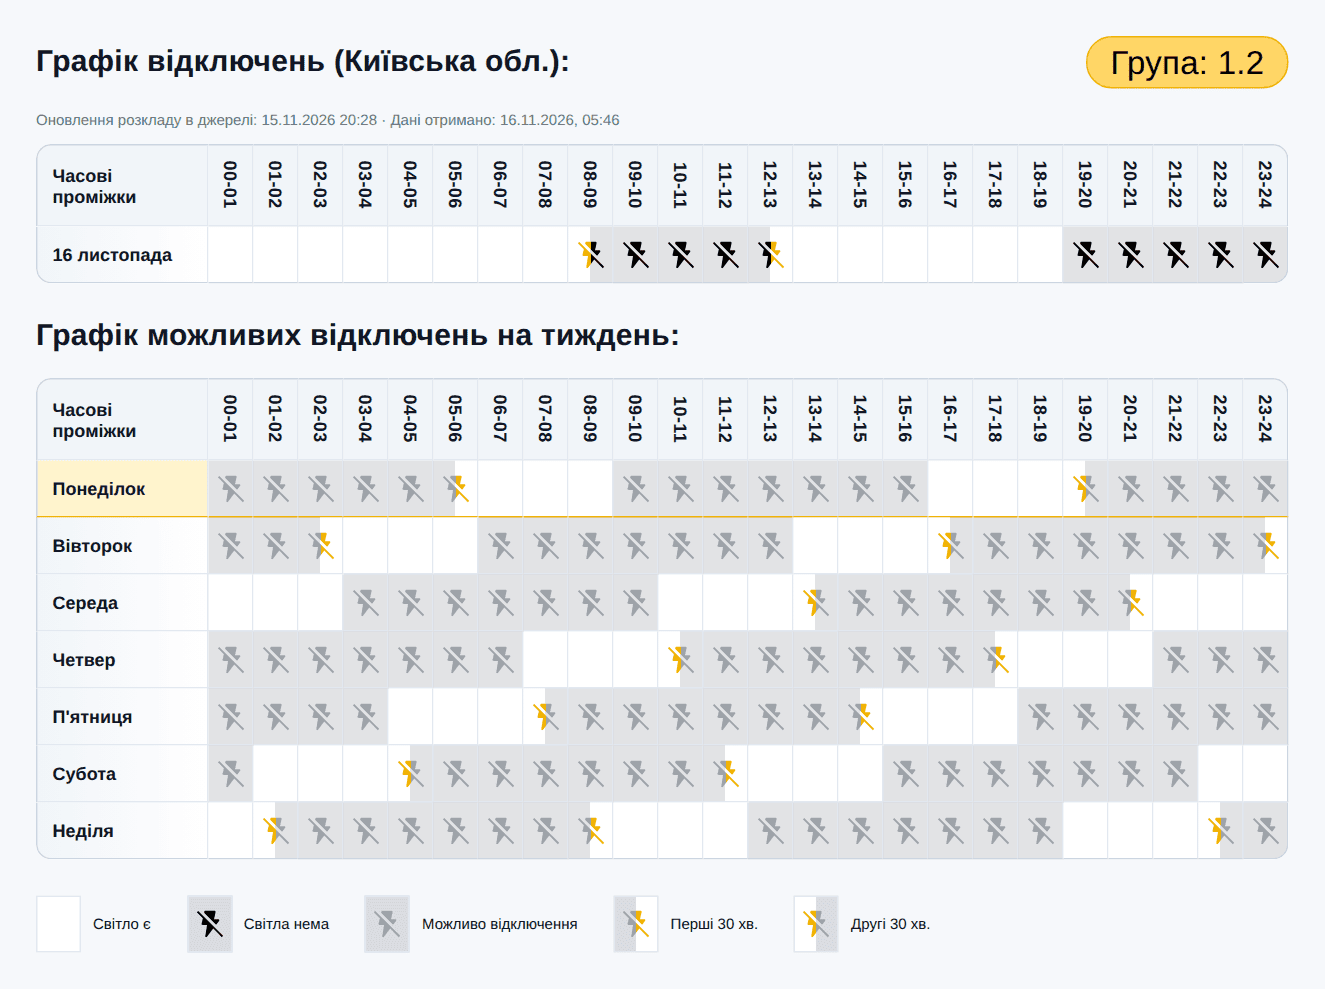 Графік відключень (Київська обл.):
Група: 1.2
Оновлення розкладу в джерелі: 15.11.2026 20:28 · Дані отримано: 16.11.2026, 05:46
Часові проміжки 00-01 01-02 02-03 03-04 04-05 05-06 06-07 07-08 08-09 09-10 10-11 11-12 12-13 13-14 14-15 15-16 16-17 17-18 18-19 19-20 20-21 21-22 22-23 23-24
16 листопада
Графік можливих відключень на тиждень:
Часові проміжки 00-01 01-02 02-03 03-04 04-05 05-06 06-07 07-08 08-09 09-10 10-11 11-12 12-13 13-14 14-15 15-16 16-17 17-18 18-19 19-20 20-21 21-22 22-23 23-24
Понеділок
Вівторок
Середа
Четвер
П'ятниця
Субота
Неділя
Світло є
Світла нема
Можливо відключення
Перші 30 хв.
Другі 30 хв.